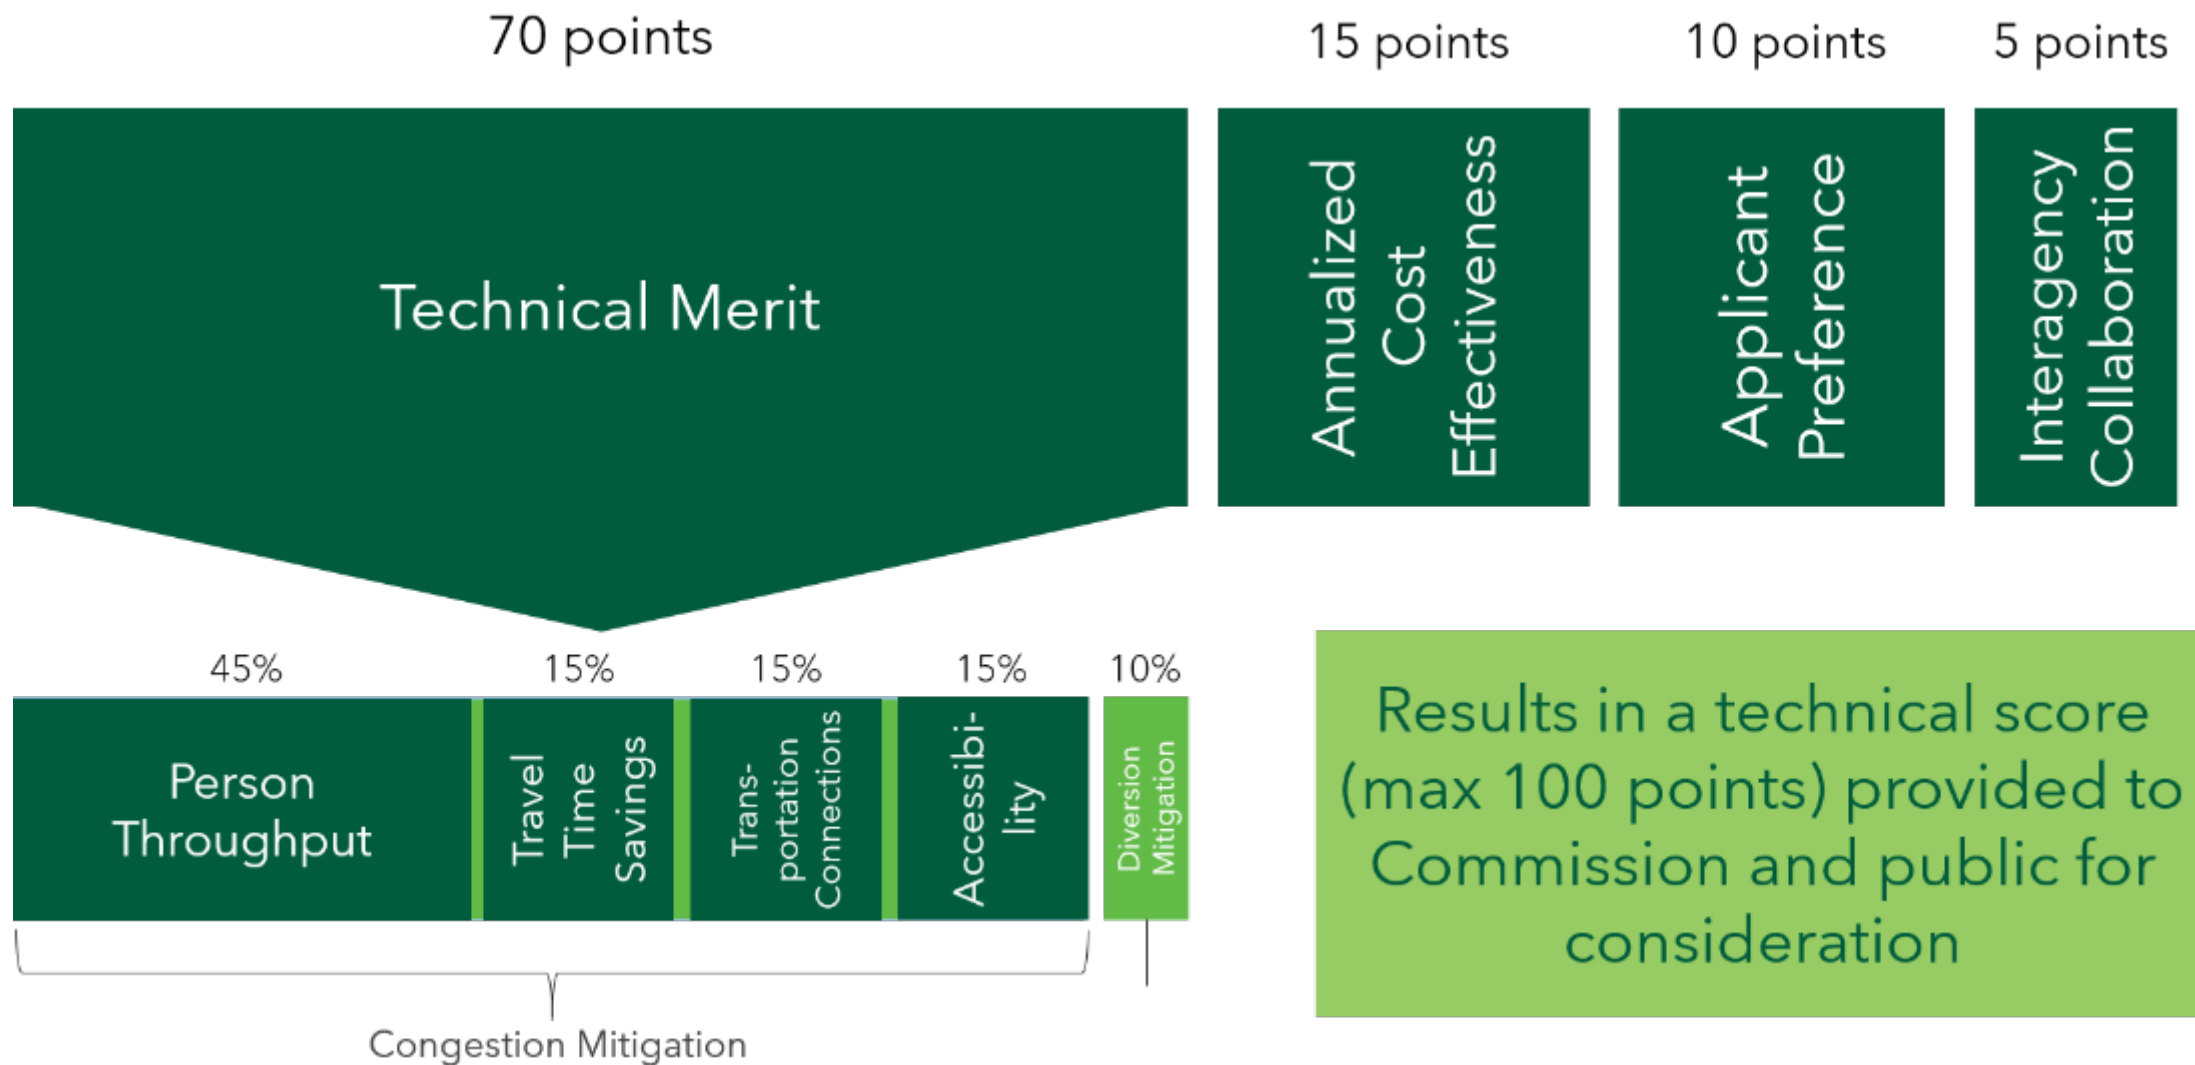 70 points
15 points
10 points
5 points
Technical Merit
Annualized
Cost
Effectiveness
Applicant
Preference
Interagency
Collaboration
45%
15%
15%
15%
10%
Person
Throughput
Travel
Time
Savings
Trans-
portation
Connections
Accessibi-
lity
Diversion
Mitigation
Congestion Mitigation
Results in a technical score
(max 100 points) provided to
Commission and public for
consideration